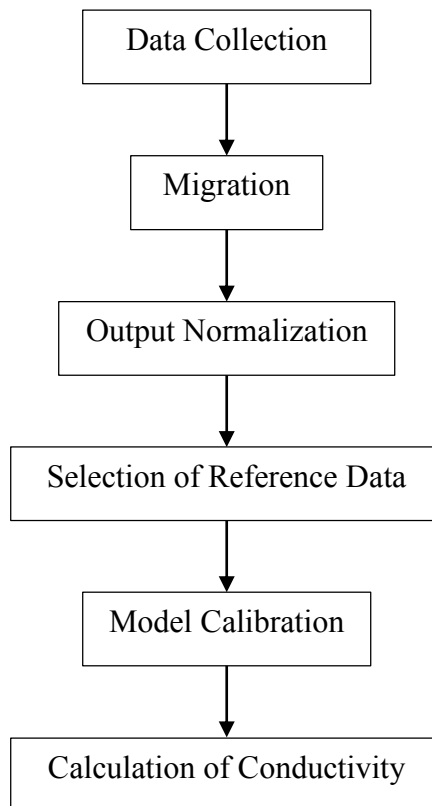 Data Collection
Migration
Output Normalization
Selection of Reference Data
Model Calibration
Calculation of Conductivity